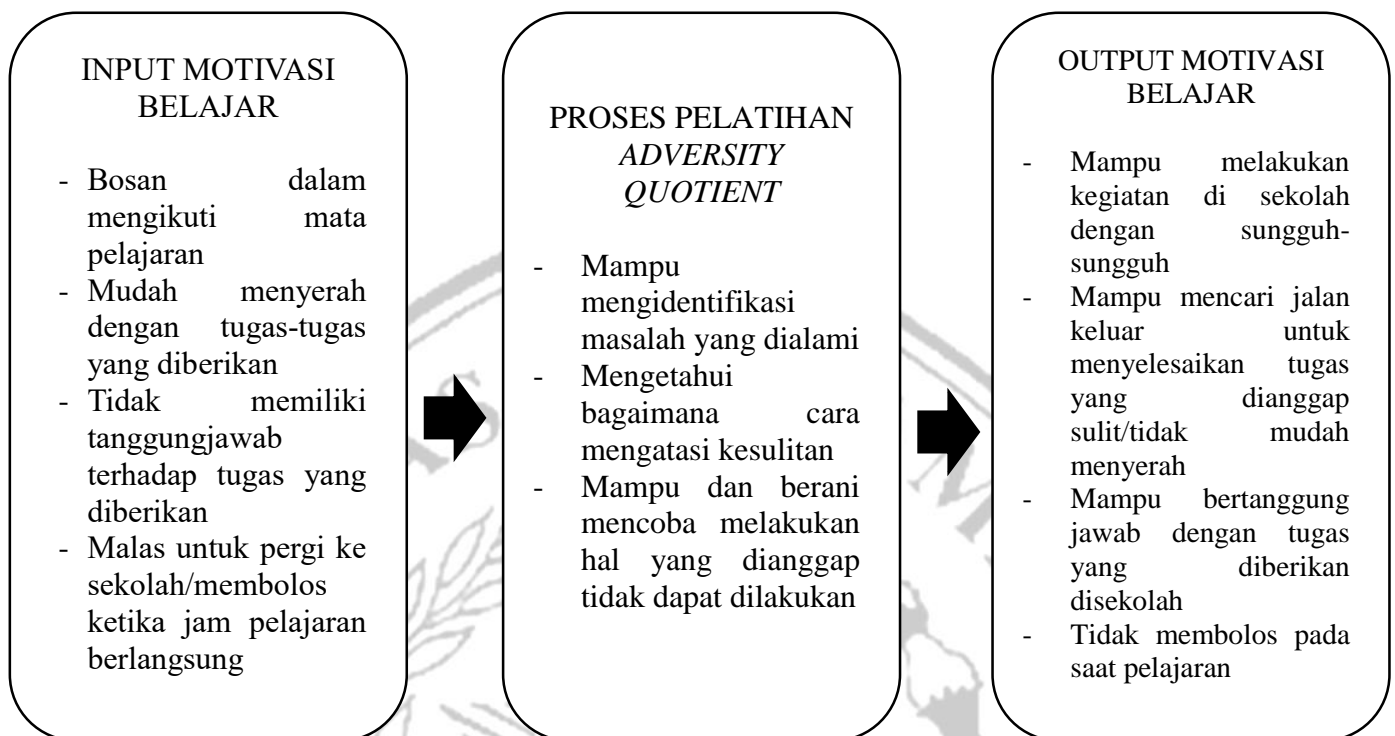 INPUT MOTIVASI
BELAJAR
- Bosan dalam
mengikuti mata
pelajaran
- Mudah menyerah
dengan tugas-tugas
yang diberikan
- Tidak memiliki
tanggungjawab
terhadap tugas yang
diberikan
- Malas untuk pergi ke
sekolah/membolos
ketika jam pelajaran
berlangsung
PROSES PELATIHAN
ADVERSITY
QUOTIENT
- Mampu
mengidentifikasi
masalah yang dialami
- Mengetahui
bagaimana cara
mengatasi kesulitan
- Mampu dan berani
mencoba melakukan
hal yang dianggap
tidak dapat dilakukan
OUTPUT MOTIVASI
BELAJAR
- Mampu melakukan
kegiatan di sekolah
dengan sungguh-
sungguh
- Mampu mencari jalan
keluar untuk
menyelesaikan tugas
yang dianggap
sulit/tidak mudah
menyerah
- Mampu bertanggung
jawab dengan tugas
yang diberikan
disekolah
- Tidak membolos pada
saat pelajaran